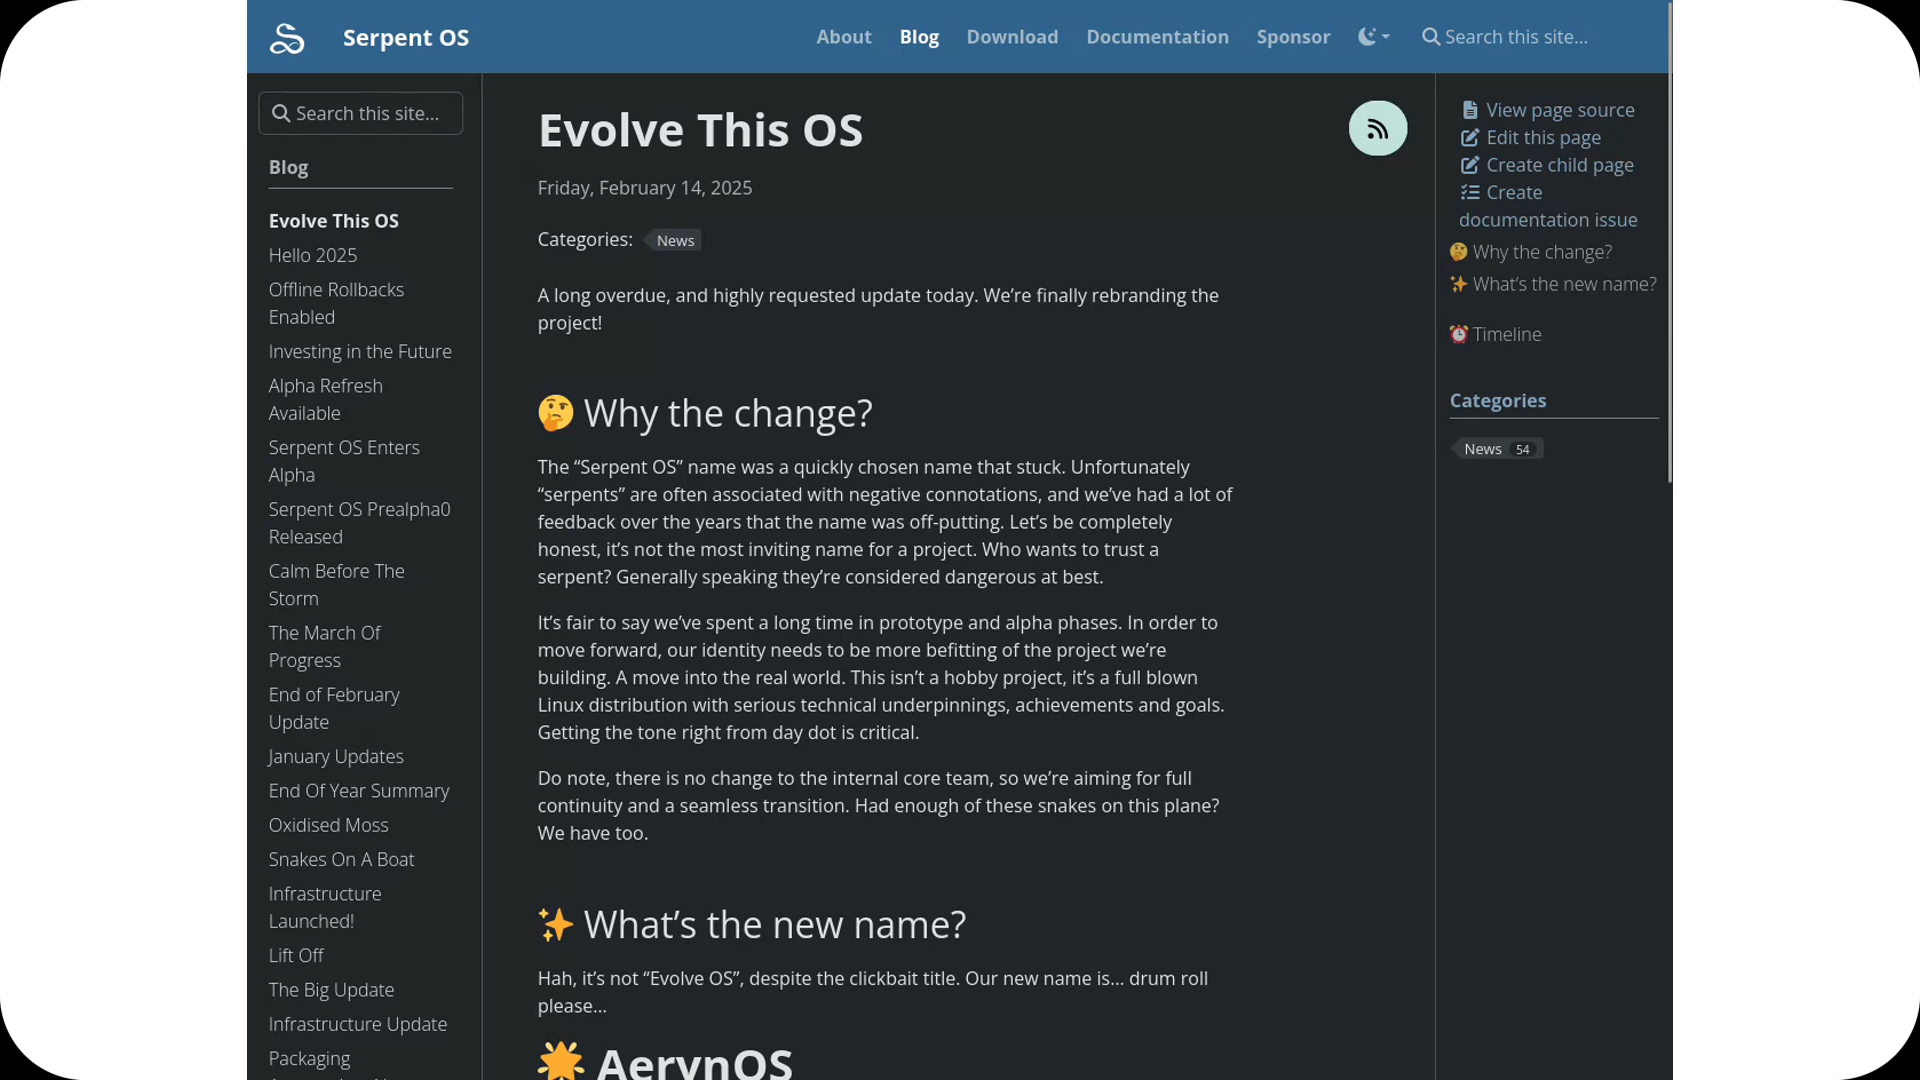 Serpent OS
About
Blog
Download
Documentation
Sponsor
Search this site…
Search this site…
Blog
Evolve This OS
Hello 2025
Offline Rollbacks
Enabled
Investing in the Future
Alpha Refresh
Available
Serpent OS Enters
Alpha
Serpent OS Prealpha0
Released
Calm Before The
Storm
The March Of
Progress
End of February
Update
January Updates
End Of Year Summary
Oxidised Moss
Snakes On A Boat
Infrastructure
Launched!
Lift Off
The Big Update
Infrastructure Update
Packaging
Evolve This OS
Friday, February 14, 2025
Categories: News
A long overdue, and highly requested update today. We’re finally rebranding the
project!
🤔 Why the change?
The “Serpent OS” name was a quickly chosen name that stuck. Unfortunately
“serpents” are often associated with negative connotations, and we’ve had a lot of
feedback over the years that the name was off-putting. Let’s be completely
honest, it’s not the most inviting name for a project. Who wants to trust a
serpent? Generally speaking they’re considered dangerous at best.
It’s fair to say we’ve spent a long time in prototype and alpha phases. In order to
move forward, our identity needs to be more befitting of the project we’re
building. A move into the real world. This isn’t a hobby project, it’s a full blown
Linux distribution with serious technical underpinnings, achievements and goals.
Getting the tone right from day dot is critical.
Do note, there is no change to the internal core team, so we’re aiming for full
continuity and a seamless transition. Had enough of these snakes on this plane?
We have too.
✨ What’s the new name?
Hah, it’s not “Evolve OS”, despite the clickbait title. Our new name is… drum roll
please…
🌟 AerynOS
View page source
Edit this page
Create child page
Create
documentation issue
🤔 Why the change?
✨ What’s the new name?
⏰ Timeline
Categories
News 54